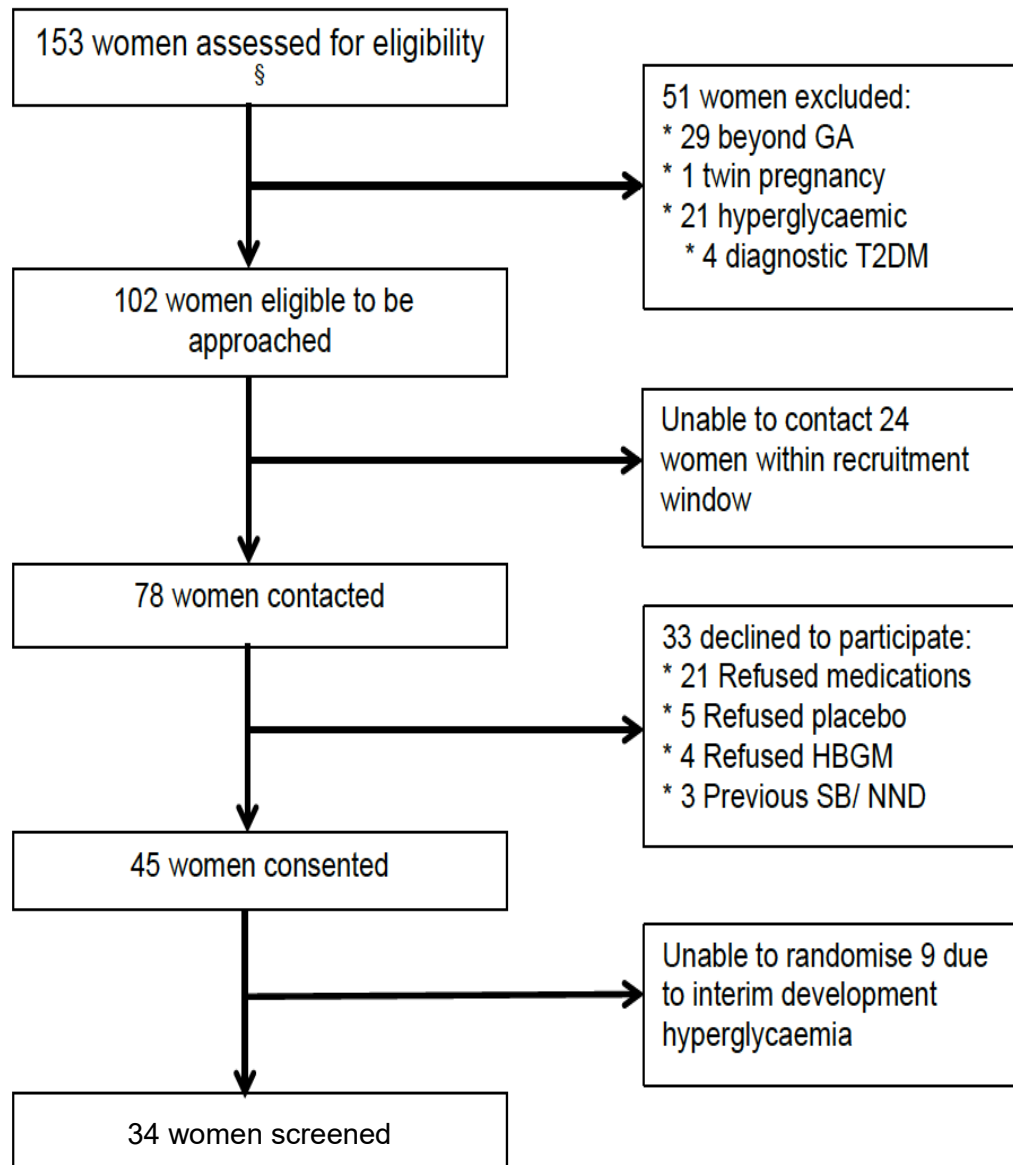 153 women assessed for eligibility
§
51 women excluded:
* 29 beyond GA
* 1 twin pregnancy
* 21 hyperglycaemic
* 4 diagnostic T2DM
102 women eligible to be
approached
Unable to contact 24
women within recruitment
window
78 women contacted
33 declined to participate:
* 21 Refused medications
* 5 Refused placebo
* 4 Refused HBGM
* 3 Previous SB/ NND
45 women consented
Unable to randomise 9 due
to interim development
hyperglycaemia
34 women screened